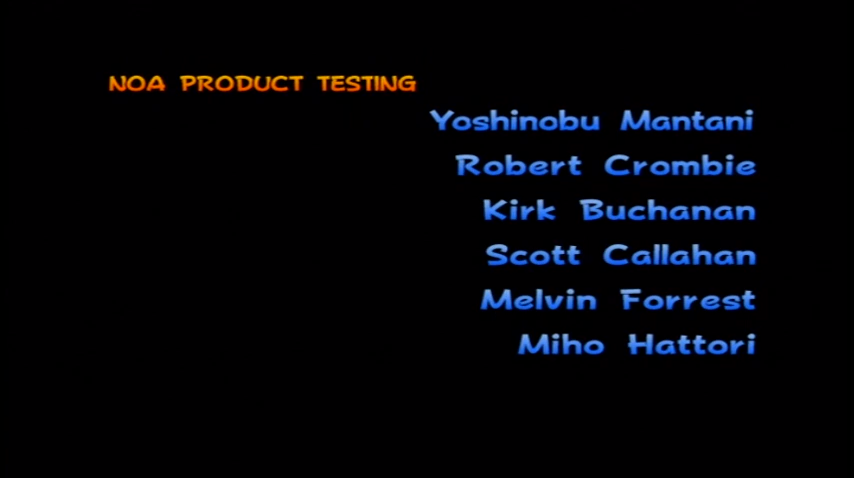 NOA PRODUCT TESTING
Yoshinobu Mantani
Robert Crombie
Kirk Buchanan
Scott Callahan
Melvin Forrest
Miho Hattori